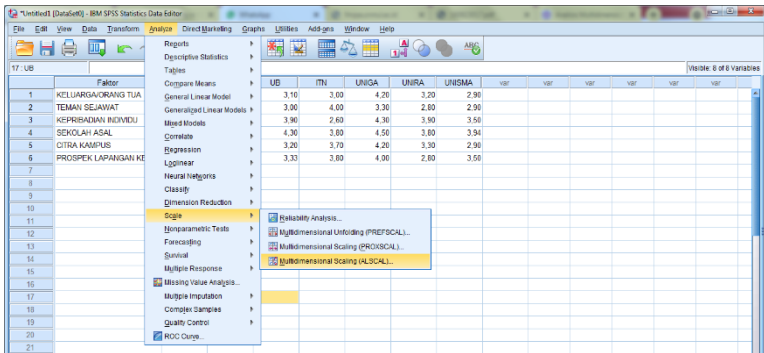 *Untitled1 [DataSet0] - IBM SPSS Statistics Data Editor
File Edit View Data Transform Analyze Direct Marketing Graphs Utilities Add-ons Window Help
17 : UB
Visible: 8 of 8 Variables
Faktor UB ITN UNIGA UNIRA UNISMA var var var var var
1 KELUARGA/ORANG TUA 3,10 3,00 4,20 3,20 2,90
2 TEMAN SEJAWAT 3,00 4,00 3,30 2,80 2,90
3 KEPRIBADIAN INDIVIDU 3,90 2,60 4,30 3,90 3,50
4 SEKOLAH ASAL 4,30 3,80 4,50 3,80 3,94
5 CITRA KAMPUS 3,20 3,70 4,20 3,30 2,90
6 PROSPEK LAPANGAN KE 3,33 3,80 4,00 2,80 3,50
7
8
9
10
11
12
13
14
15
16
17
18
19
20
21
Reports
Descriptive Statistics
Tables
Compare Means
General Linear Model
Generalized Linear Models
Mixed Models
Correlate
Regression
Loglinear
Neural Networks
Classify
Dimension Reduction
Scale
Nonparametric Tests
Forecasting
Survival
Multiple Response
Missing Value Analysis...
Multiple Imputation
Complex Samples
Quality Control
ROC Curve...
Reliability Analysis...
Multidimensional Unfolding (PREFSCAL)...
Multidimensional Scaling (PROXSCAL)...
Multidimensional Scaling (ALSCAL)...